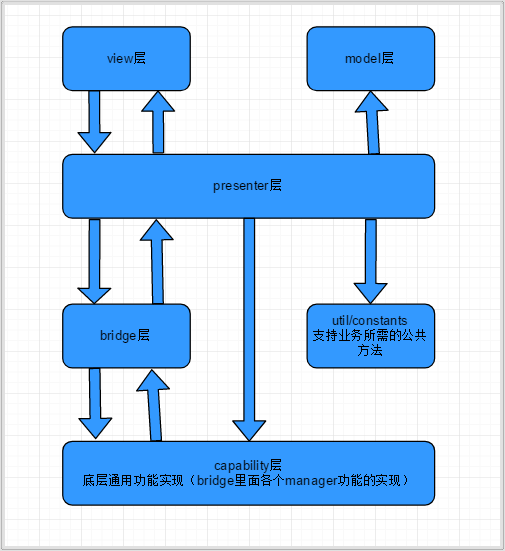 view层
model层
presenter层
bridge层
util/constants
支持业务所需的公共
方法
capability层
底层通用功能实现（bridge里面各个manager功能的实现）